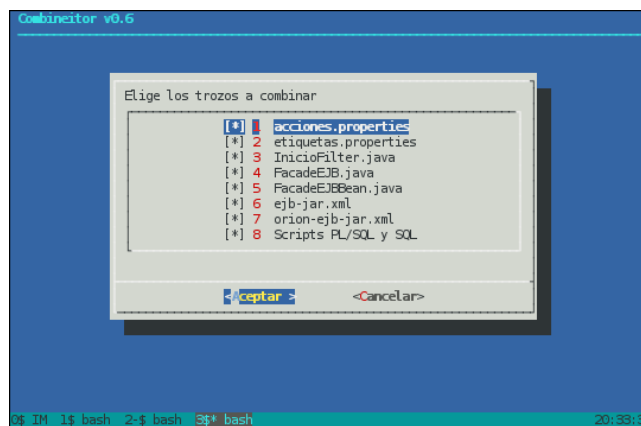 Combineitor v0.6
Elige los trozos a combinar
[*] 1 acciones.properties
[*] 2 etiquetas.properties
[*] 3 InicioFilter.java
[*] 4 FacadeEJB.java
[*] 5 FacadeEJBBean.java
[*] 6 ejb-jar.xml
[*] 7 orion-ejb-jar.xml
[*] 8 Scripts PL/SQL y SQL
<Aceptar > <Cancelar>
0$ IM 1$ bash 2-$ bash 3$* bash 20:33: